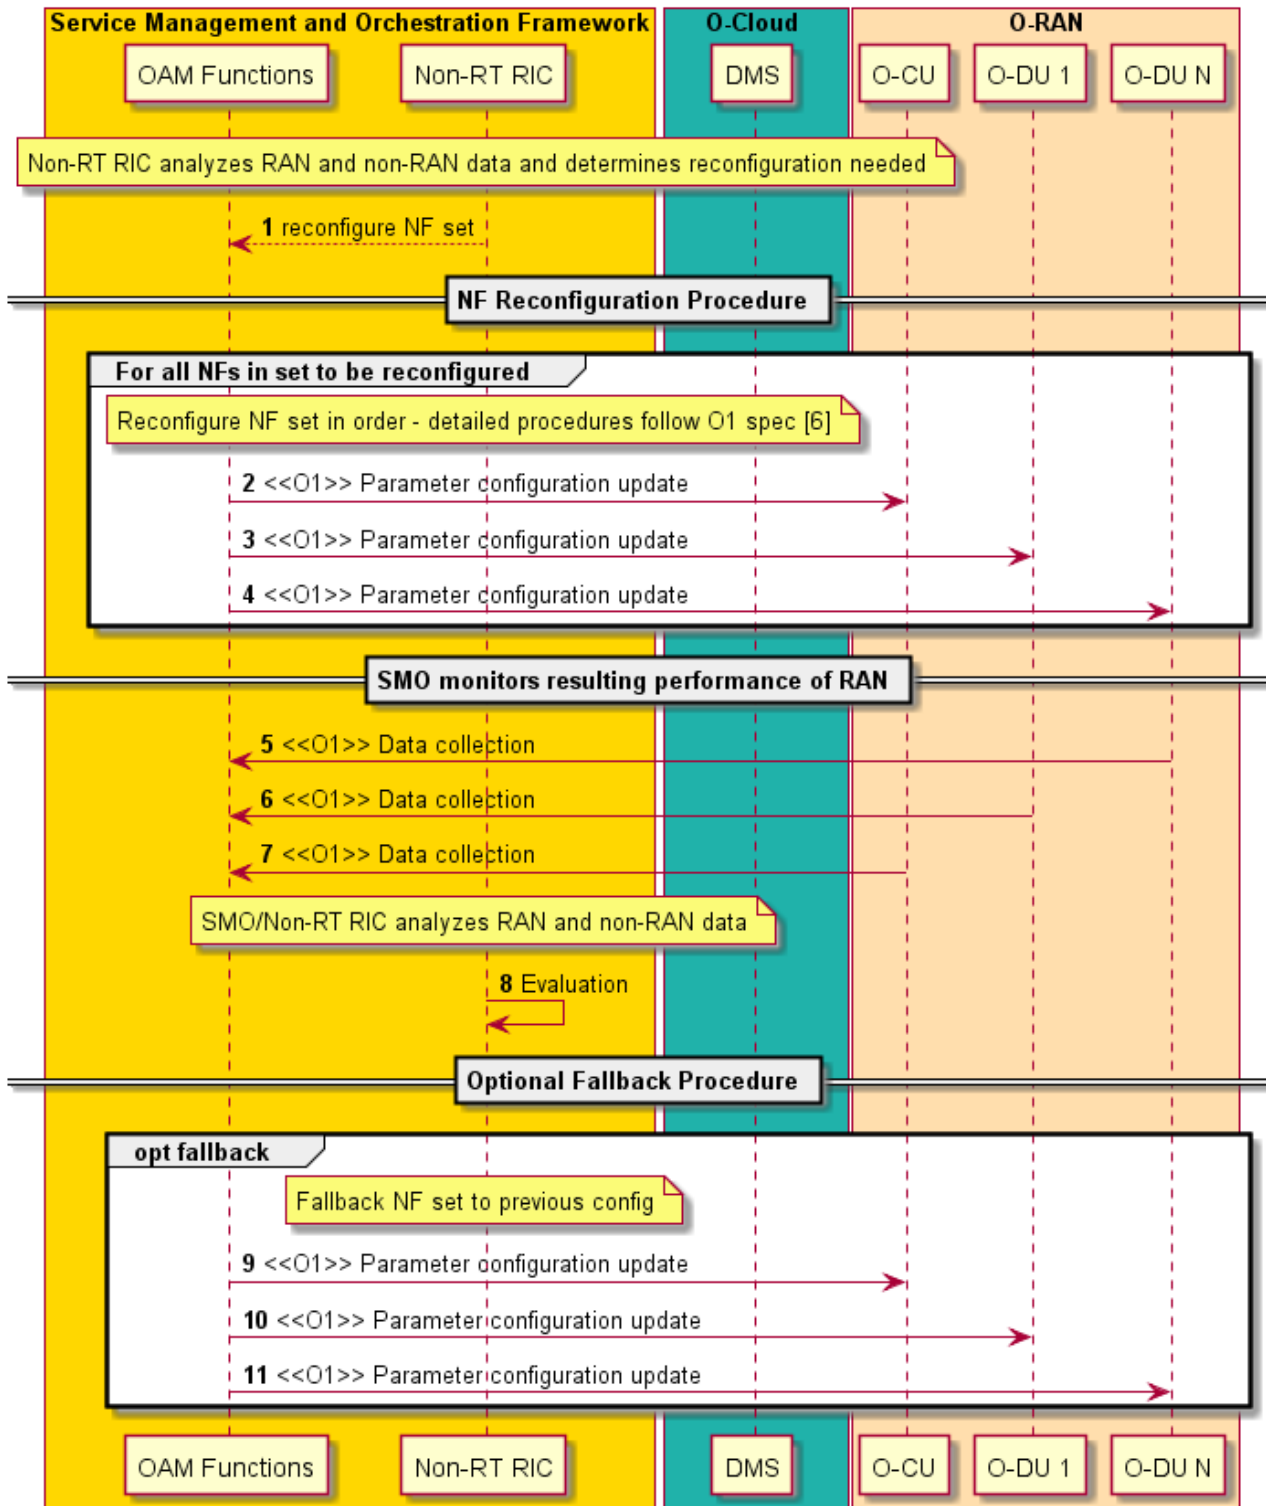 Service Management and Orchestration Framework
O-Cloud
O-RAN
OAM Functions
Non-RT RIC
DMS
O-CU
O-DU 1
O-DU N
Non-RT RIC analyzes RAN and non-RAN data and determines reconfiguration needed
1 reconfigure NF set
NF Reconfiguration Procedure
For all NFs in set to be reconfigured
Reconfigure NF set in order - detailed procedures follow O1 spec [6]
2 <<O1>> Parameter configuration update
3 <<O1>> Parameter configuration update
4 <<O1>> Parameter configuration update
SMO monitors resulting performance of RAN
5 <<O1>> Data collection
6 <<O1>> Data collection
7 <<O1>> Data collection
SMO/Non-RT RIC analyzes RAN and non-RAN data
8 Evaluation
Optional Fallback Procedure
opt fallback
Fallback NF set to previous config
9 <<O1>> Parameter configuration update
10 <<O1>> Parameter configuration update
11 <<O1>> Parameter configuration update
OAM Functions
Non-RT RIC
DMS
O-CU
O-DU 1
O-DU N